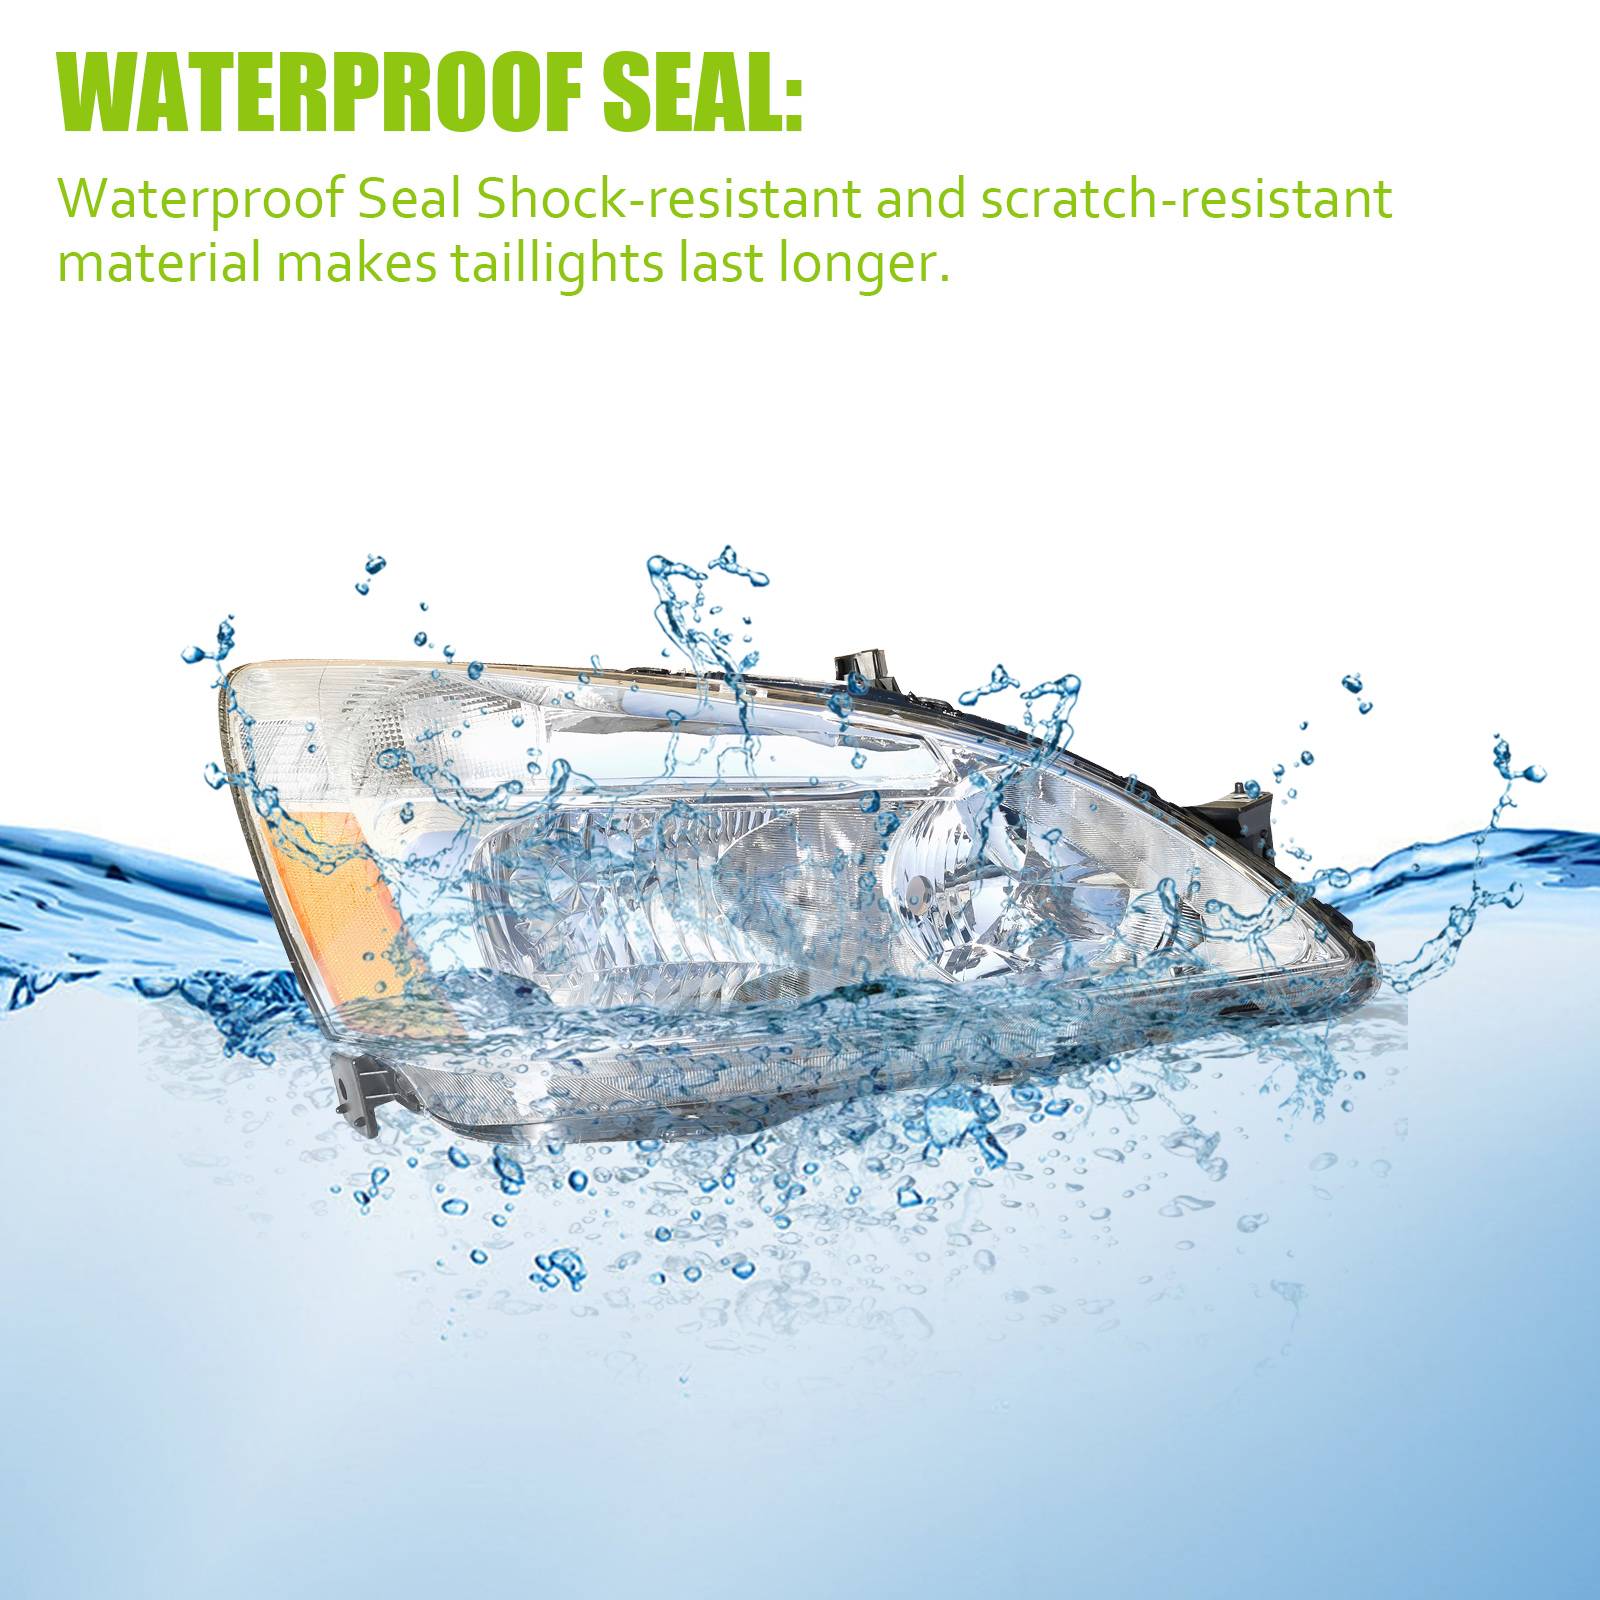 WATERPROOF SEAL:
Waterproof Seal Shock-resistant and scratch-resistant
material makes taillights last longer.